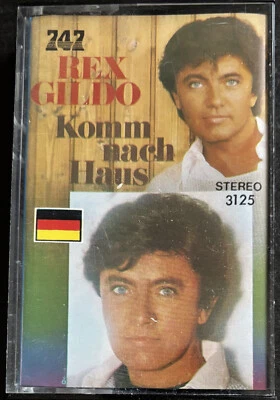 747
REX
GILDO
Komm
nach
Haus
STEREO
3125